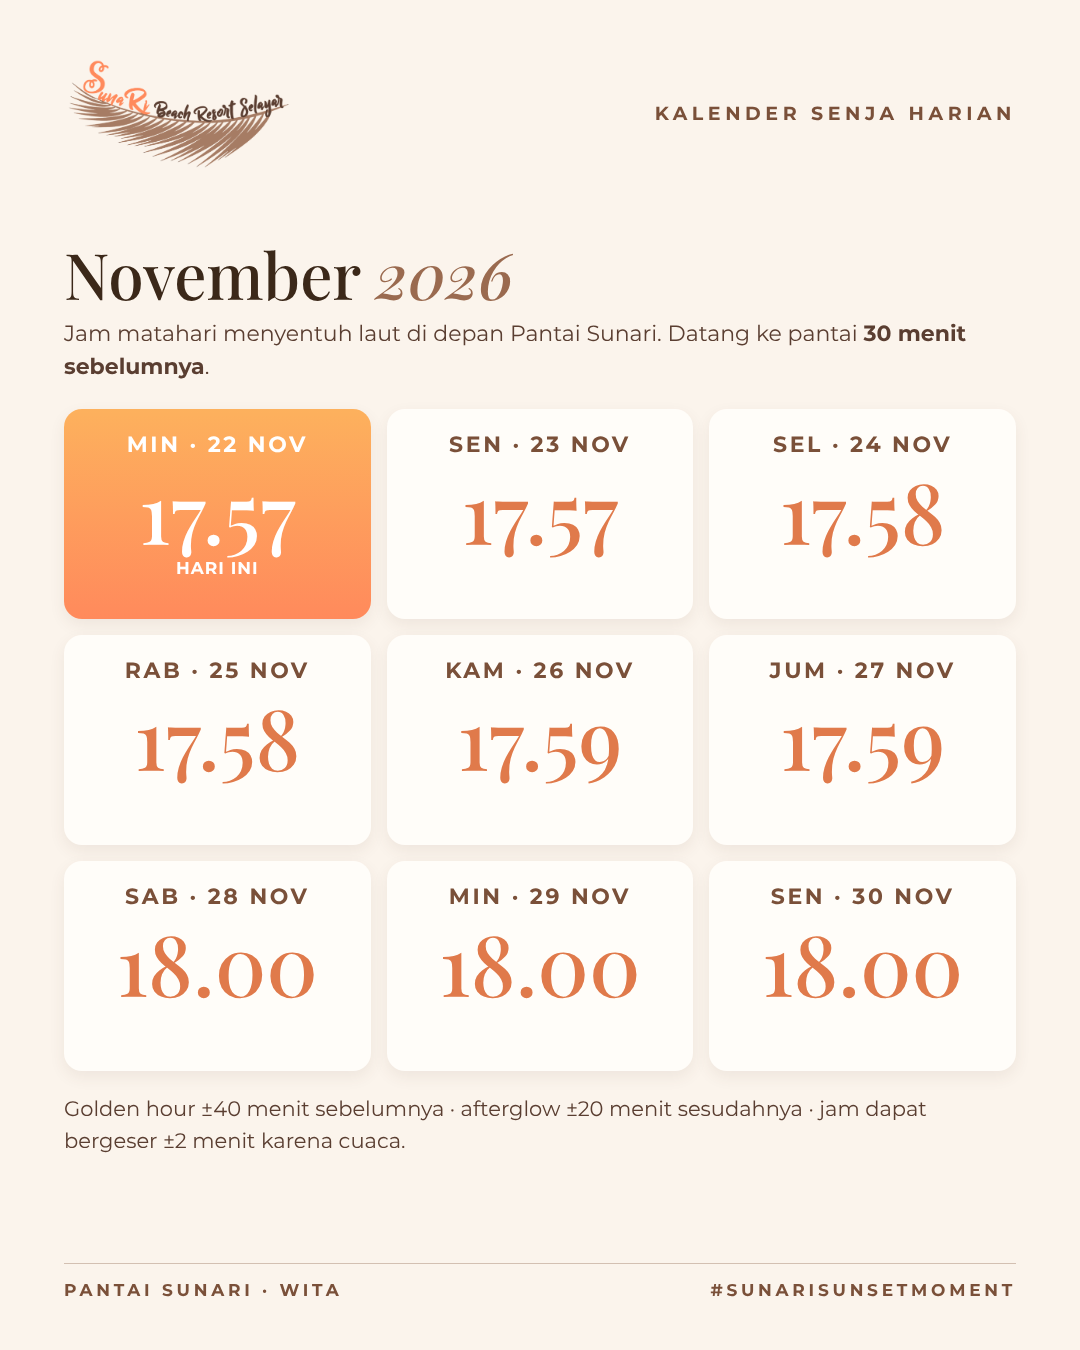 SunaRi Beach Resort Selayar
KALENDER SENJA HARIAN
November 2026
Jam matahari menyentuh laut di depan Pantai Sunari. Datang ke pantai 30 menit
sebelumnya.
MIN · 22 NOV
17.57
HARI INI
SEN · 23 NOV
17.57
SEL · 24 NOV
17.58
RAB · 25 NOV
17.58
KAM · 26 NOV
17.59
JUM · 27 NOV
17.59
SAB · 28 NOV
18.00
MIN · 29 NOV
18.00
SEN · 30 NOV
18.00
Golden hour ±40 menit sebelumnya · afterglow ±20 menit sesudahnya · jam dapat
bergeser ±2 menit karena cuaca.
PANTAI SUNARI · WITA
#SUNARISUNSETMOMENT